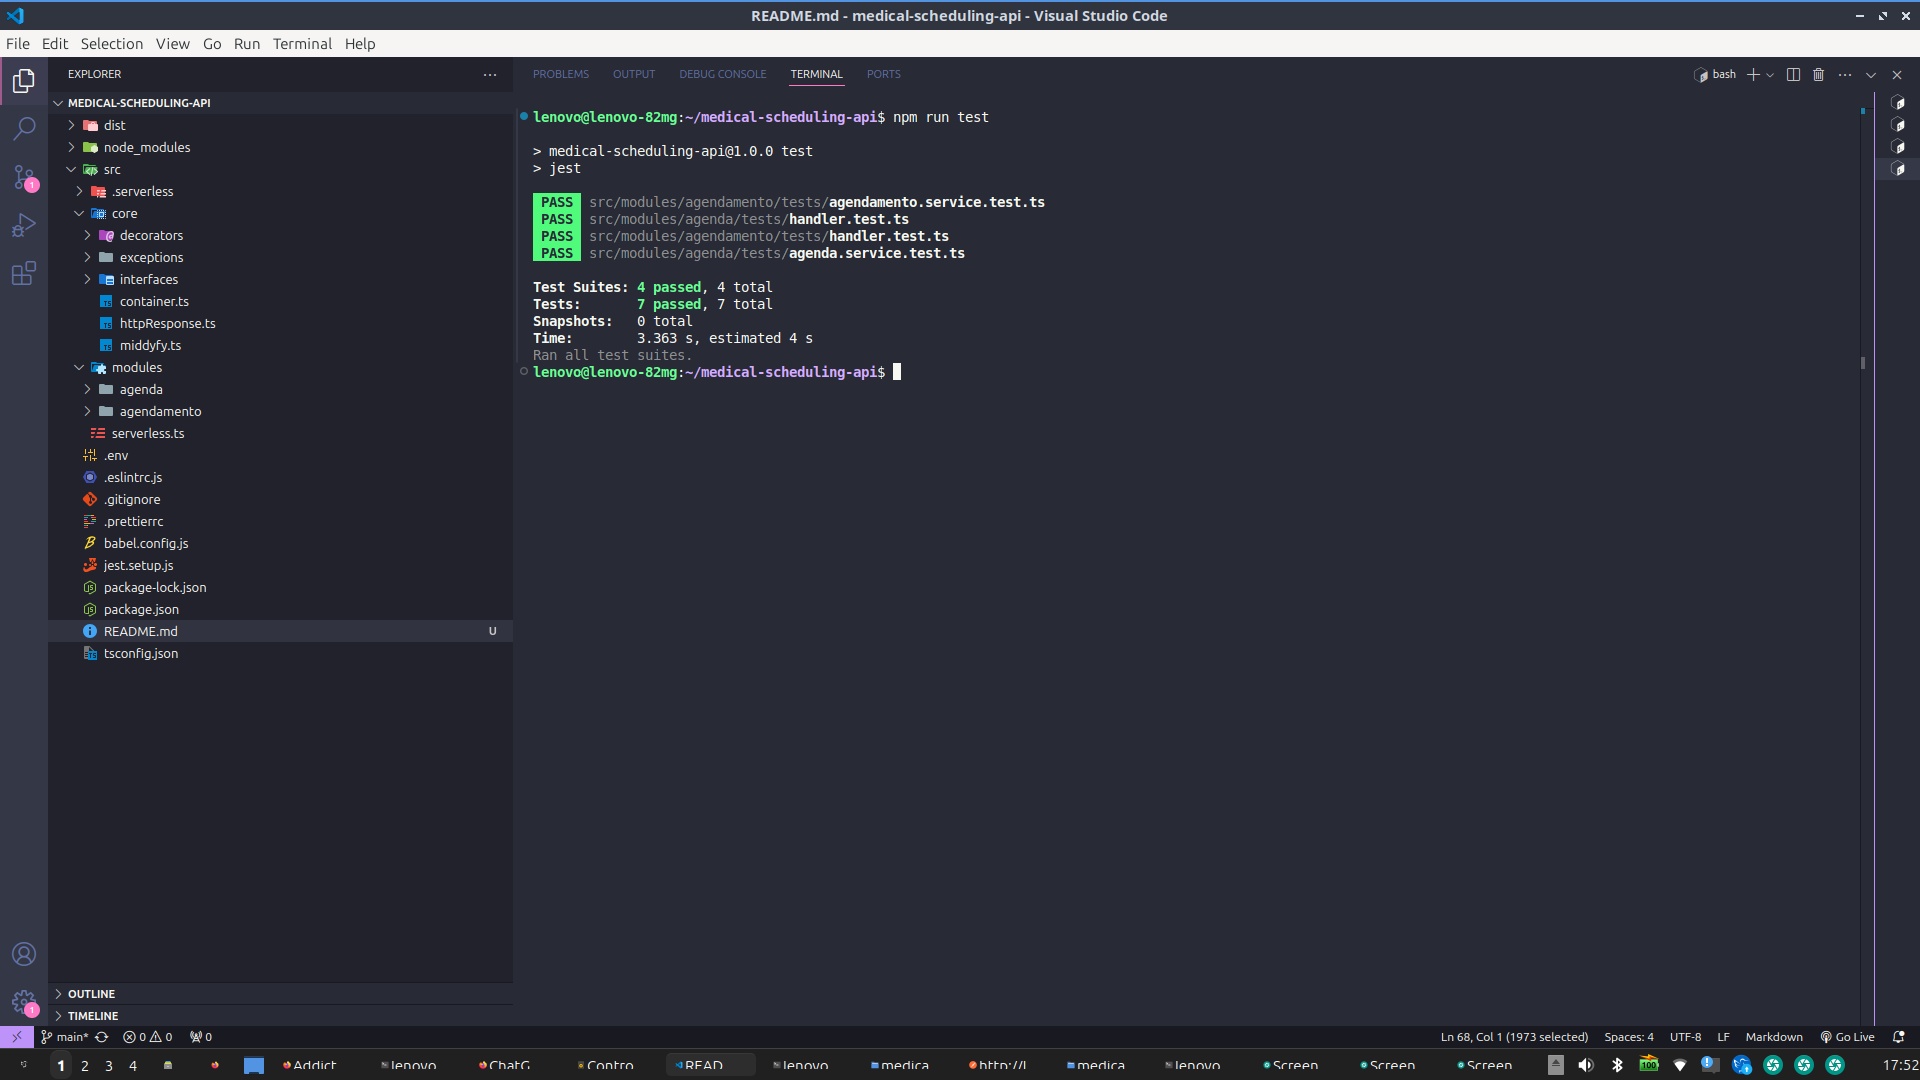 README.md - medical-scheduling-api - Visual Studio Code
File Edit Selection View Go Run Terminal Help
EXPLORER
MEDICAL-SCHEDULING-API
dist
node_modules
src
.serverless
core
decorators
exceptions
interfaces
container.ts
httpResponse.ts
middyfy.ts
modules
agenda
agendamento
serverless.ts
.env
.eslintrc.js
.gitignore
.prettierrc
babel.config.js
jest.setup.js
package-lock.json
package.json
README.md U
tsconfig.json
OUTLINE
TIMELINE
1
1
PROBLEMS OUTPUT DEBUG CONSOLE TERMINAL PORTS
bash
lenovo@lenovo-82mg:~/medical-scheduling-api$ npm run test
> medical-scheduling-api@1.0.0 test
> jest
PASS src/modules/agendamento/tests/agendamento.service.test.ts
PASS src/modules/agenda/tests/handler.test.ts
PASS src/modules/agendamento/tests/handler.test.ts
PASS src/modules/agenda/tests/agenda.service.test.ts
Test Suites: 4 passed, 4 total
Tests: 7 passed, 7 total
Snapshots: 0 total
Time: 3.363 s, estimated 4 s
Ran all test suites.
lenovo@lenovo-82mg:~/medical-scheduling-api$
main* 0 0 0
Ln 68, Col 1 (1973 selected) Spaces: 4 UTF-8 LF Markdown Go Live
1 2 3 4 Addict lenovo ChatG Contro READ lenovo medica http://l medica lenovo Screen Screen Screen 100 17:52